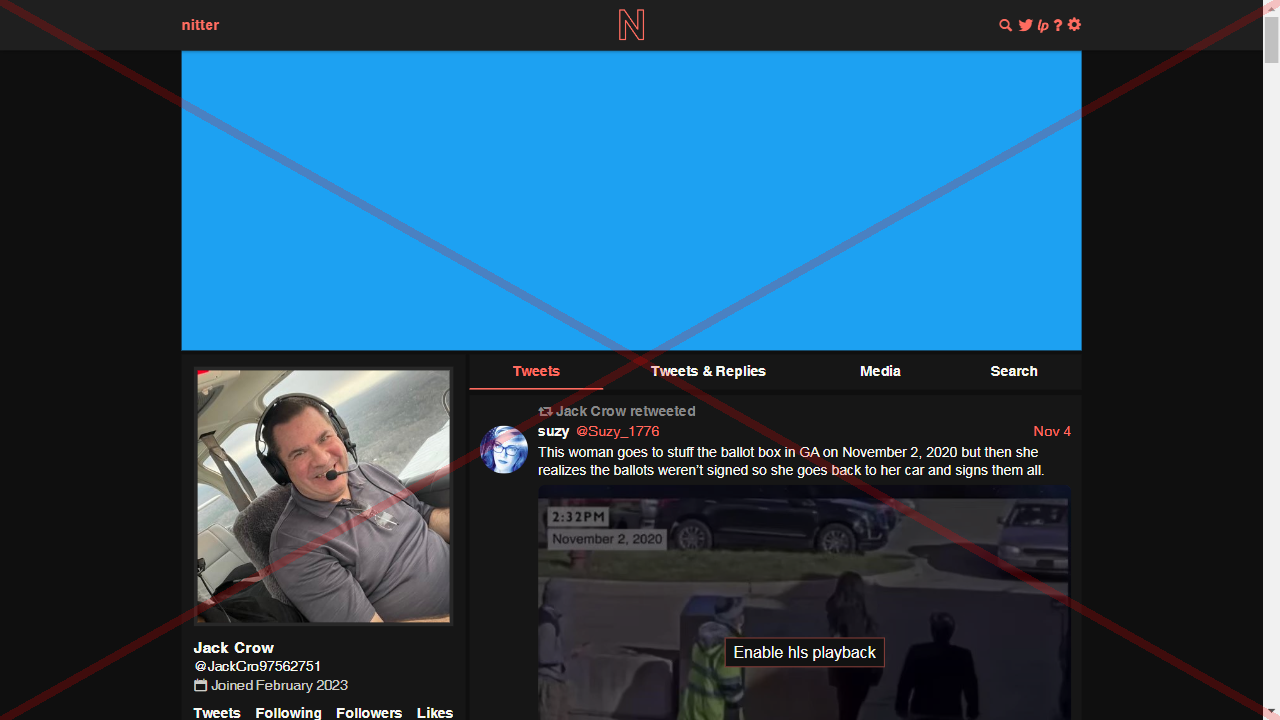 nitter
N
lp ?
Tweets
Tweets & Replies
Media
Search
Jack Crow retweeted
suzy @Suzy_1776
Nov 4
This woman goes to stuff the ballot box in GA on November 2, 2020 but then she
realizes the ballots weren't signed so she goes back to her car and signs them all.
2:32PM
November 2, 2020
Enable hls playback
Jack Crow
@JackCro97562751
Joined February 2023
Tweets Following Followers Likes